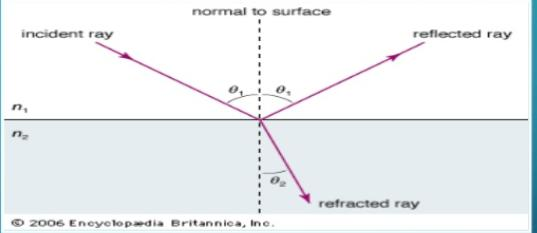 normal to surface
incident ray
reflected ray
θ₁ θ₁
n₁
n₂
θ₂
refracted ray
© 2006 Encyclopædia Britannica, Inc.